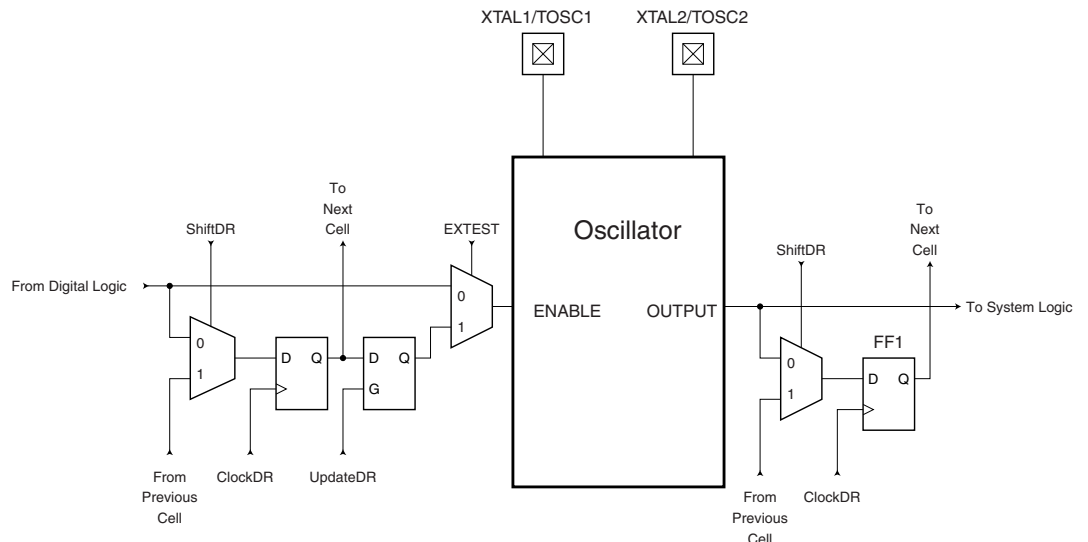 XTAL1/TOSC1
XTAL2/TOSC2
To
Next
Cell
ShiftDR
EXTEST
From Digital Logic
0
1
0
1
D Q
D Q
G
From
Previous
Cell
ClockDR
UpdateDR
Oscillator
ENABLE
OUTPUT
To
Next
Cell
ShiftDR
To System Logic
FF1
0
1
D Q
From
Previous
Cell
ClockDR